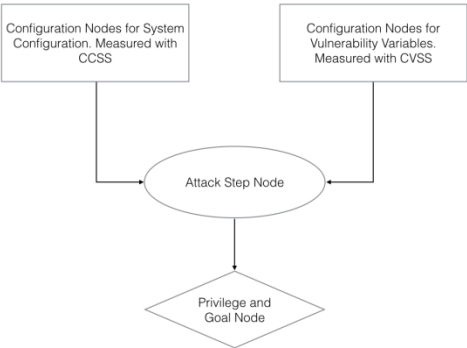 Configuration Nodes for System
Configuration. Measured with
CCSS
Configuration Nodes for
Vulnerability Variables.
Measured with CVSS
Attack Step Node
Privilege and
Goal Node